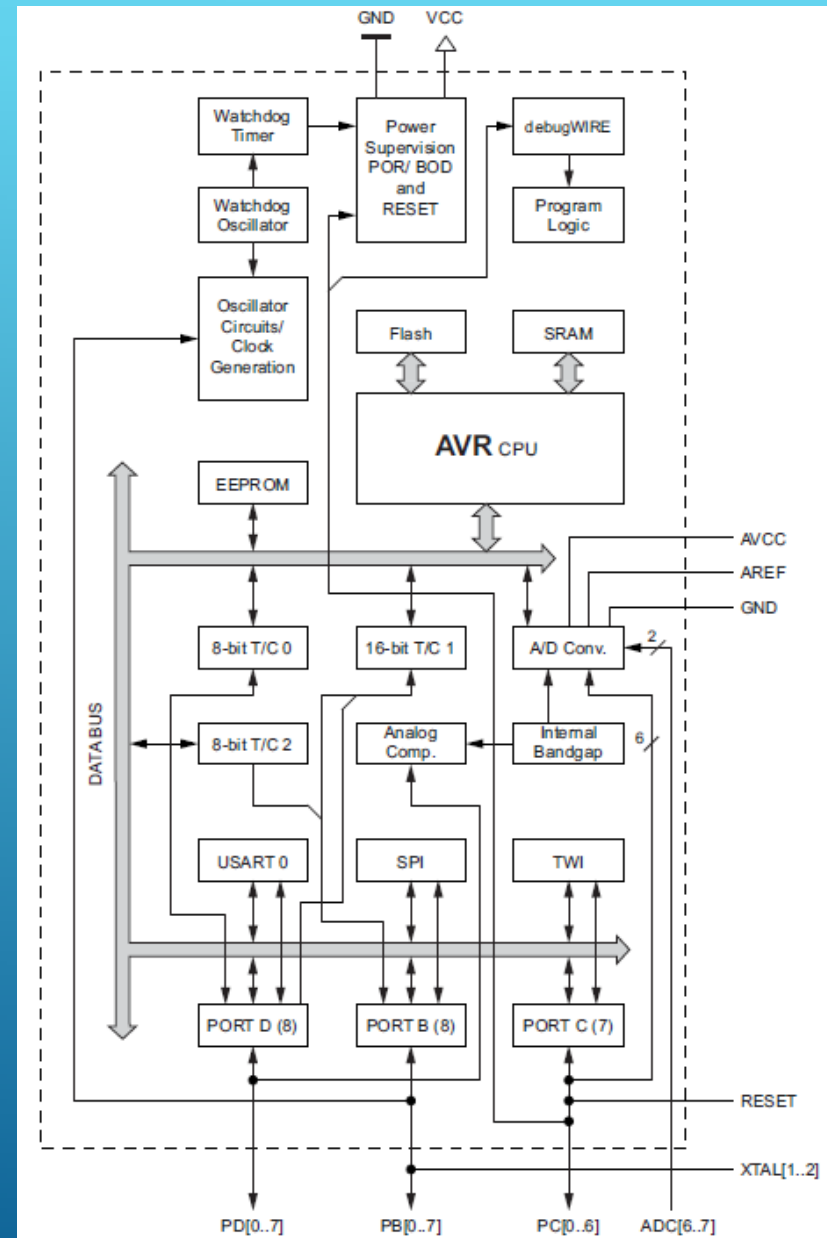 GND
VCC
Watchdog
Timer
Power
Supervision
POR/ BOD
and
RESET
debugWIRE
Watchdog
Oscillator
Program
Logic
Oscillator
Circuits/
Clock
Generation
Flash
SRAM
AVR CPU
EEPROM
AVCC
AREF
GND
8-bit T/C 0
16-bit T/C 1
A/D Conv.
2
DATABUS
8-bit T/C 2
Analog
Comp.
Internal
Bandgap
6
USART 0
SPI
TWI
PORT D (8)
PORT B (8)
PORT C (7)
RESET
XTAL[1..2]
PD[0..7]
PB[0..7]
PC[0..6]
ADC[6..7]